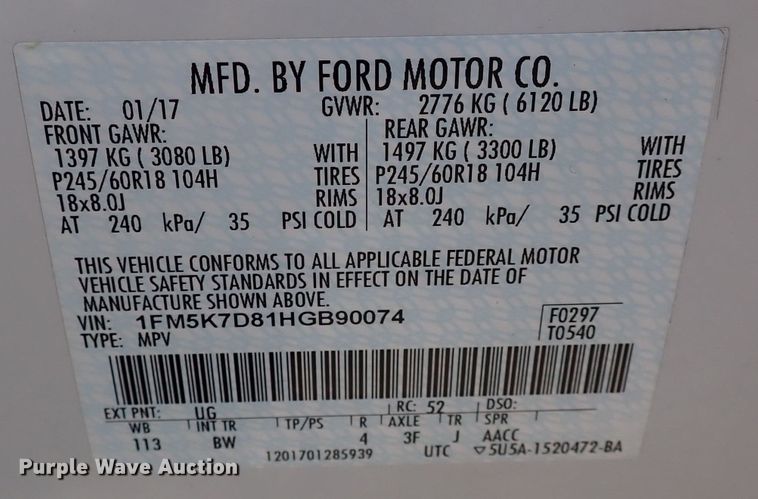 MFD. BY FORD MOTOR CO.
DATE: 01/17 GVWR: 2776 KG ( 6120 LB)
FRONT GAWR: REAR GAWR:
1397 KG ( 3080 LB) WITH 1497 KG ( 3300 LB) WITH
P245/60R18 104H TIRES P245/60R18 104H TIRES
18x8.0J RIMS 18x8.0J RIMS
AT 240 kPa/ 35 PSI COLD AT 240 kPa/ 35 PSI COLD
THIS VEHICLE CONFORMS TO ALL APPLICABLE FEDERAL MOTOR
VEHICLE SAFETY STANDARDS IN EFFECT ON THE DATE OF
MANUFACTURE SHOWN ABOVE.
VIN: 1FM5K7D81HGB90074 F0297
TYPE: MPV T0540
EXT PNT: UG RC: 52 DSO:
WB INT TR TP/PS R AXLE TR SPR
113 BW 4 3F J AACC
1201701285939 UTC ▽5U5A-1520472-BA
Purple Wave Auction